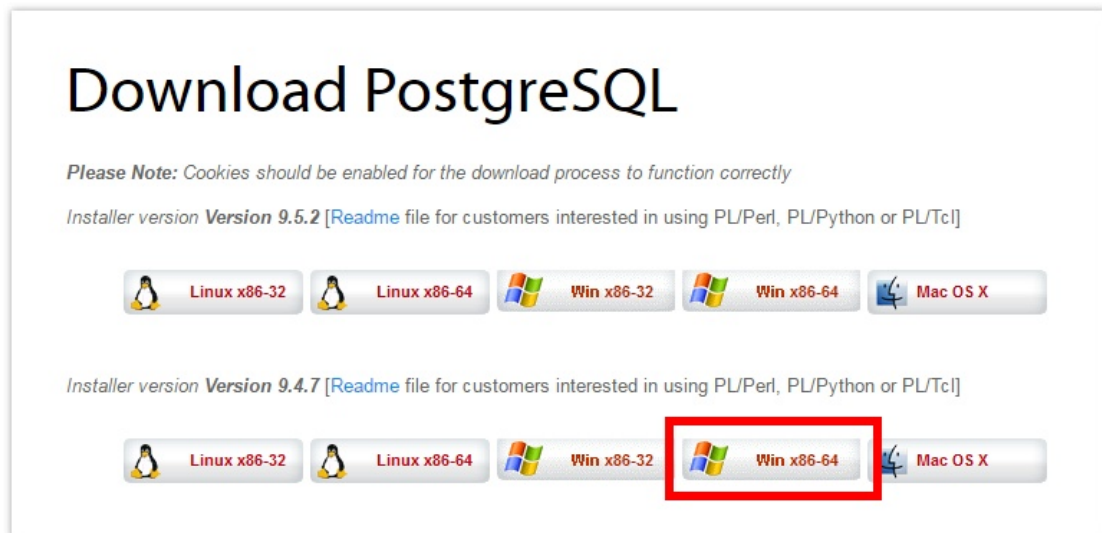 Download PostgreSQL
Please Note: Cookies should be enabled for the download process to function correctly
Installer version Version 9.5.2 [Readme file for customers interested in using PL/Perl, PL/Python or PL/Tcl]
Linux x86-32 Linux x86-64 Win x86-32 Win x86-64 Mac OS X
Installer version Version 9.4.7 [Readme file for customers interested in using PL/Perl, PL/Python or PL/Tcl]
Linux x86-32 Linux x86-64 Win x86-32 Win x86-64 Mac OS X